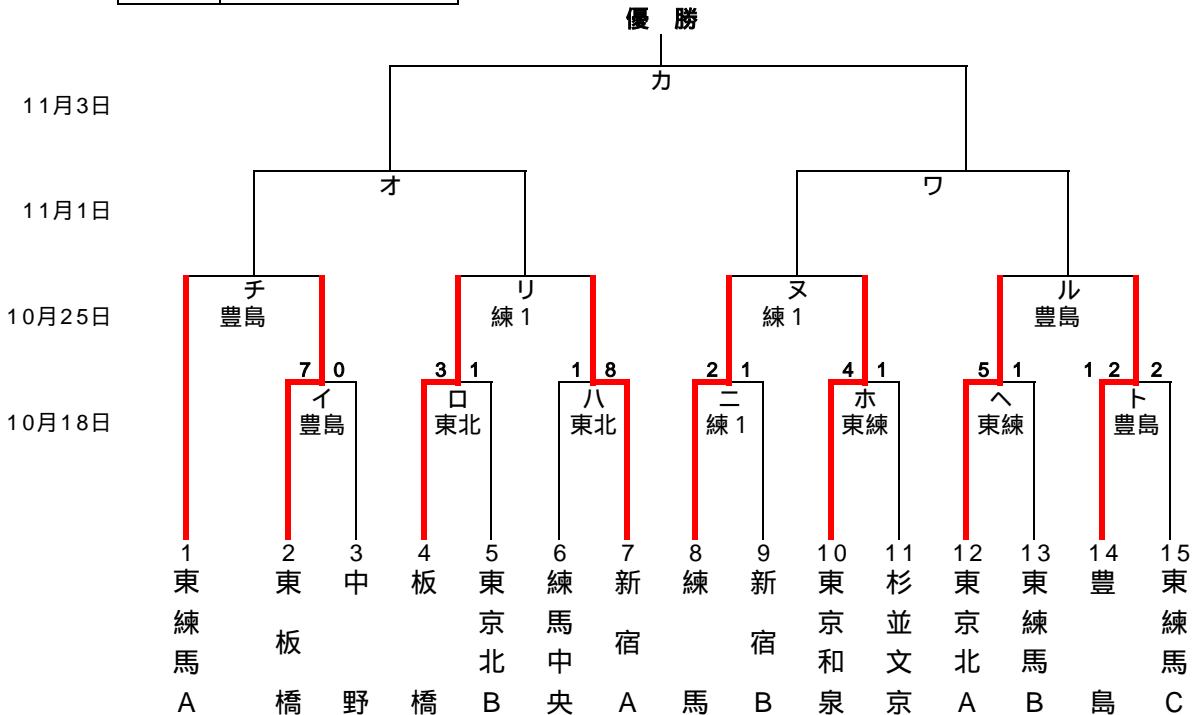 優 勝
カ
11月3日
オ ワ
11月1日
チ リ ヌ ル
10月25日 豊島 練1 練1 豊島
7 0 3 1 1 8 2 1 4 1 5 1 1 2 2
イ ロ ハ ニ ホ ヘ ト
10月18日 豊島 東北 東北 練1 東練 東練 豊島
1 2 3 4 5 6 7 8 9 10 11 12 13 14 15
東練馬A
東板橋
中野
板橋
東京北B
練馬中央
新宿A
練馬
新宿B
東京和泉
杉並文京
東京北A
東練馬B
豊島
東練馬C